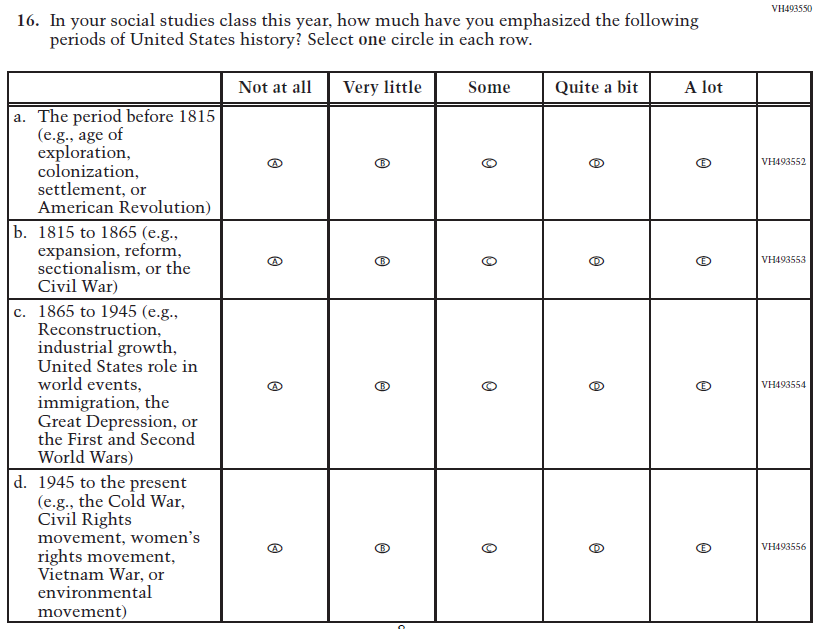 VH493550
16. In your social studies class this year, how much have you emphasized the following
periods of United States history? Select one circle in each row.
Not at all Very little Some Quite a bit A lot
a. The period before 1815
(e.g., age of
exploration,
colonization,
settlement, or
American Revolution)
A B C D E VH493552
b. 1815 to 1865 (e.g.,
expansion, reform,
sectionalism, or the
Civil War)
A B C D E VH493553
c. 1865 to 1945 (e.g.,
Reconstruction,
industrial growth,
United States role in
world events,
immigration, the
Great Depression, or
the First and Second
World Wars)
A B C D E VH493554
d. 1945 to the present
(e.g., the Cold War,
Civil Rights
movement, women's
rights movement,
Vietnam War, or
environmental
movement)
A B C D E VH493556